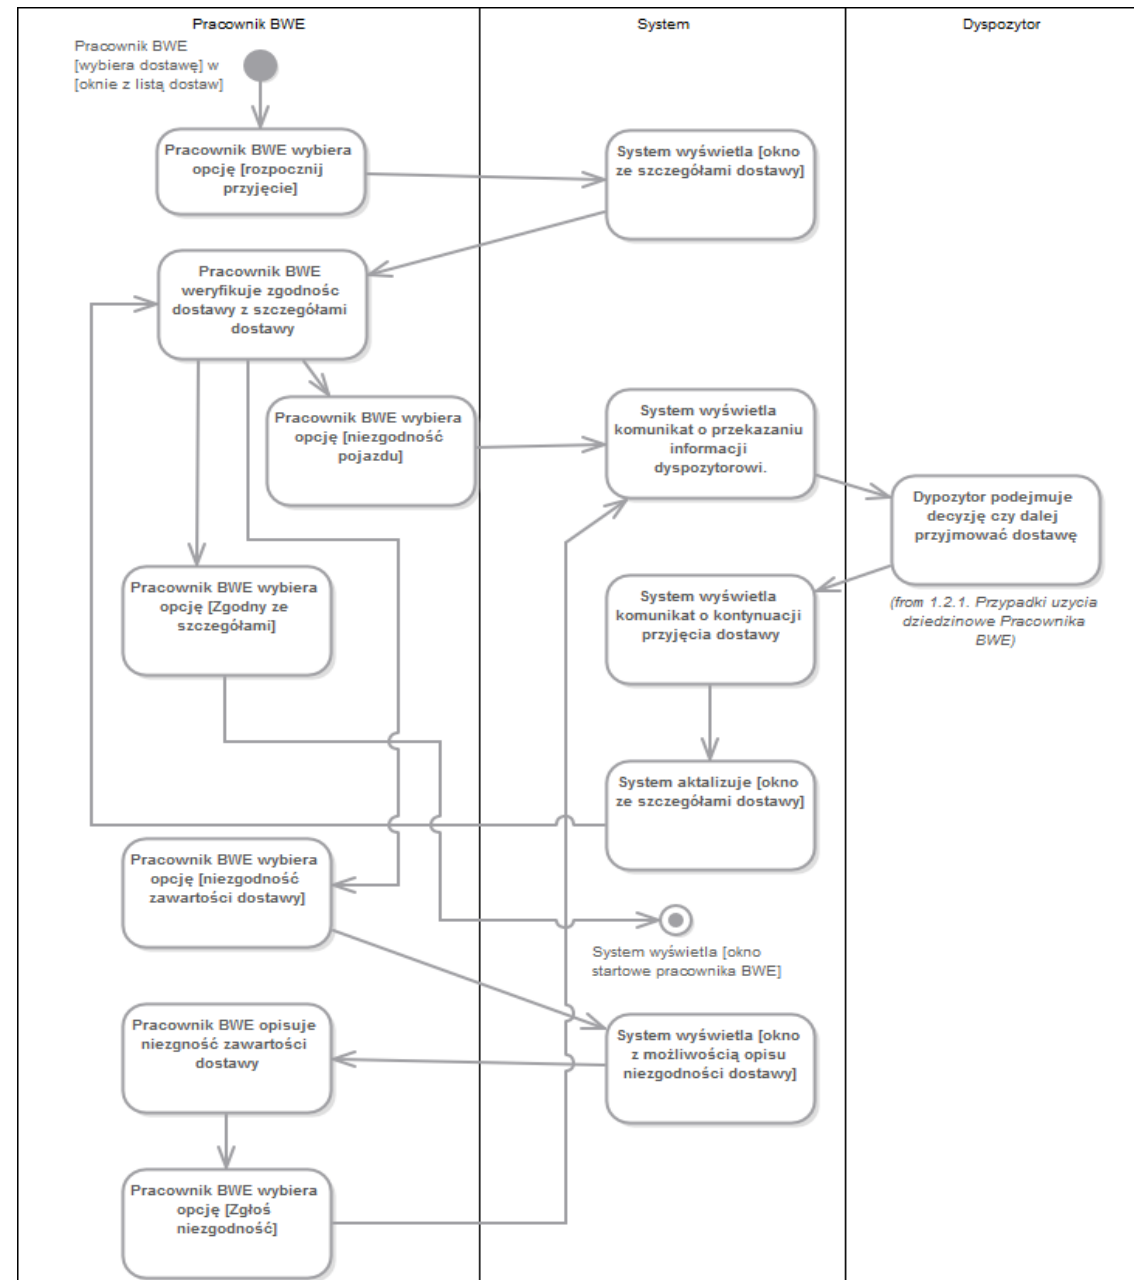 Pracownik BWE
System
Dyspozytor
Pracownik BWE
[wybiera dostawę] w
[oknie z listą dostaw]
Pracownik BWE wybiera
opcję [rozpocznij
przyjęcie]
System wyświetla [okno
ze szczegółami dostawy]
Pracownik BWE
weryfikuje zgodnośc
dostawy z szczegółami
dostawy
Pracownik BWE wybiera
opcję [niezgodność
pojazdu]
System wyświetla
komunikat o przekazaniu
informacji
dyspozytorowi.
Dypozytor podejmuje
decyzję czy dalej
przyjmować dostawę
(from 1.2.1. Przypadki uzycia
dziedzinowe Pracownika
BWE)
Pracownik BWE wybiera
opcję [Zgodny ze
szczegółami]
System wyświetla
komunikat o kontynuacji
przyjęcia dostawy
System aktalizuje [okno
ze szczegółami dostawy]
Pracownik BWE wybiera
opcję [niezgodność
zawartości dostawy]
System wyświetla [okno
startowe pracownika BWE]
Pracownik BWE opisuje
niezgność zawartości
dostawy
System wyświetla [okno
z możliwością opisu
niezgodności dostawy]
Pracownik BWE wybiera
opcję [Zgłoś
niezgodność]